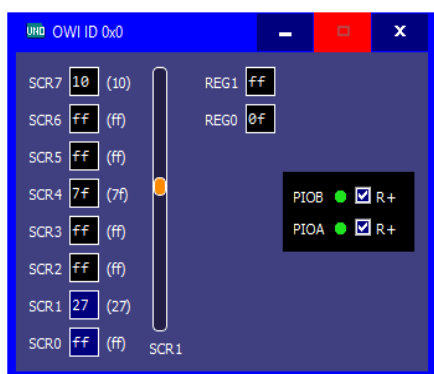 UNO OWI ID 0x0
SCR7 10 (10) REG1 ff
SCR6 ff (ff) REG0 0f
SCR5 ff (ff)
SCR4 7f (7f) PIOB R+
SCR3 ff (ff) PIOA R+
SCR2 ff (ff)
SCR1 27 (27)
SCR0 ff (ff) SCR1